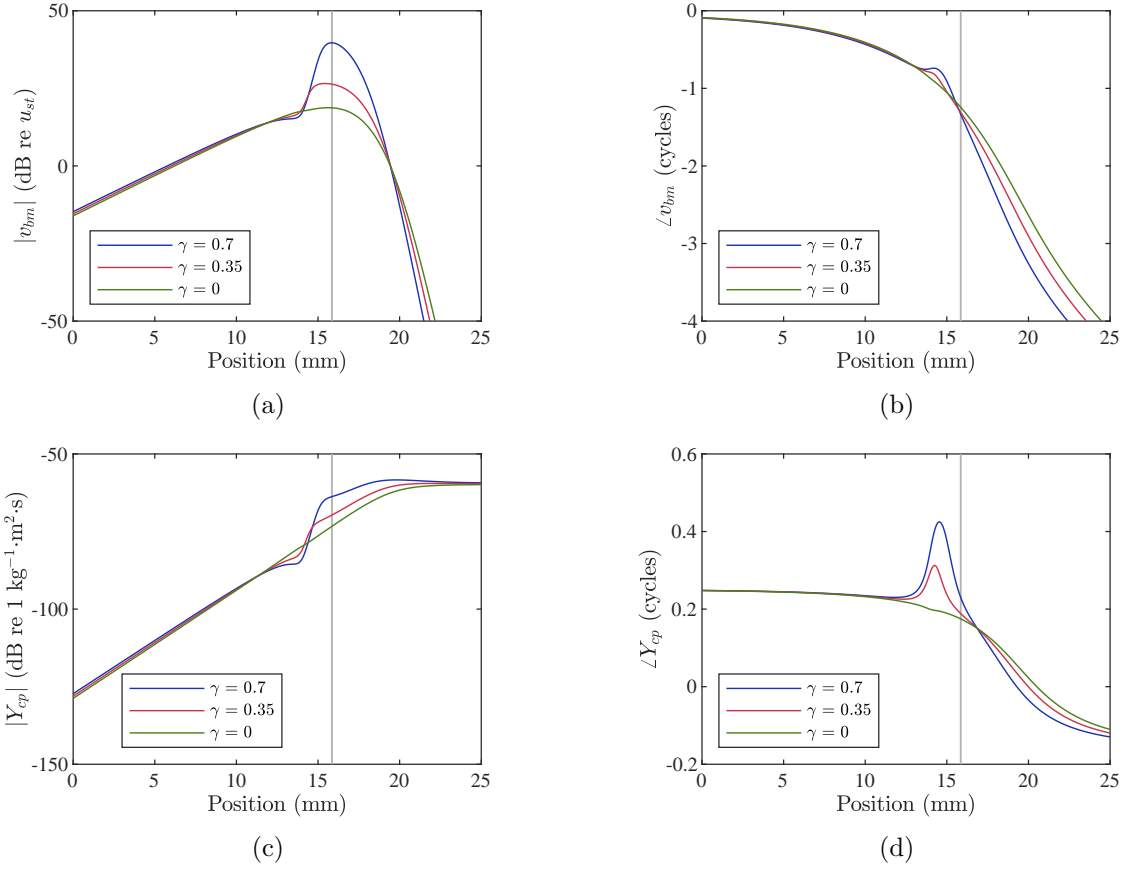 50
0
-50
|v_bm| (dB re u_st)
γ = 0.7
γ = 0.35
γ = 0
0 5 10 15 20 25
Position (mm)
(a)
0
-1
-2
-3
-4
∠v_bm (cycles)
γ = 0.7
γ = 0.35
γ = 0
0 5 10 15 20 25
Position (mm)
(b)
-50
-100
-150
|Y_cp| (dB re 1 kg⁻¹·m²·s)
γ = 0.7
γ = 0.35
γ = 0
0 5 10 15 20 25
Position (mm)
(c)
0.6
0.4
0.2
0
-0.2
∠Y_cp (cycles)
γ = 0.7
γ = 0.35
γ = 0
0 5 10 15 20 25
Position (mm)
(d)